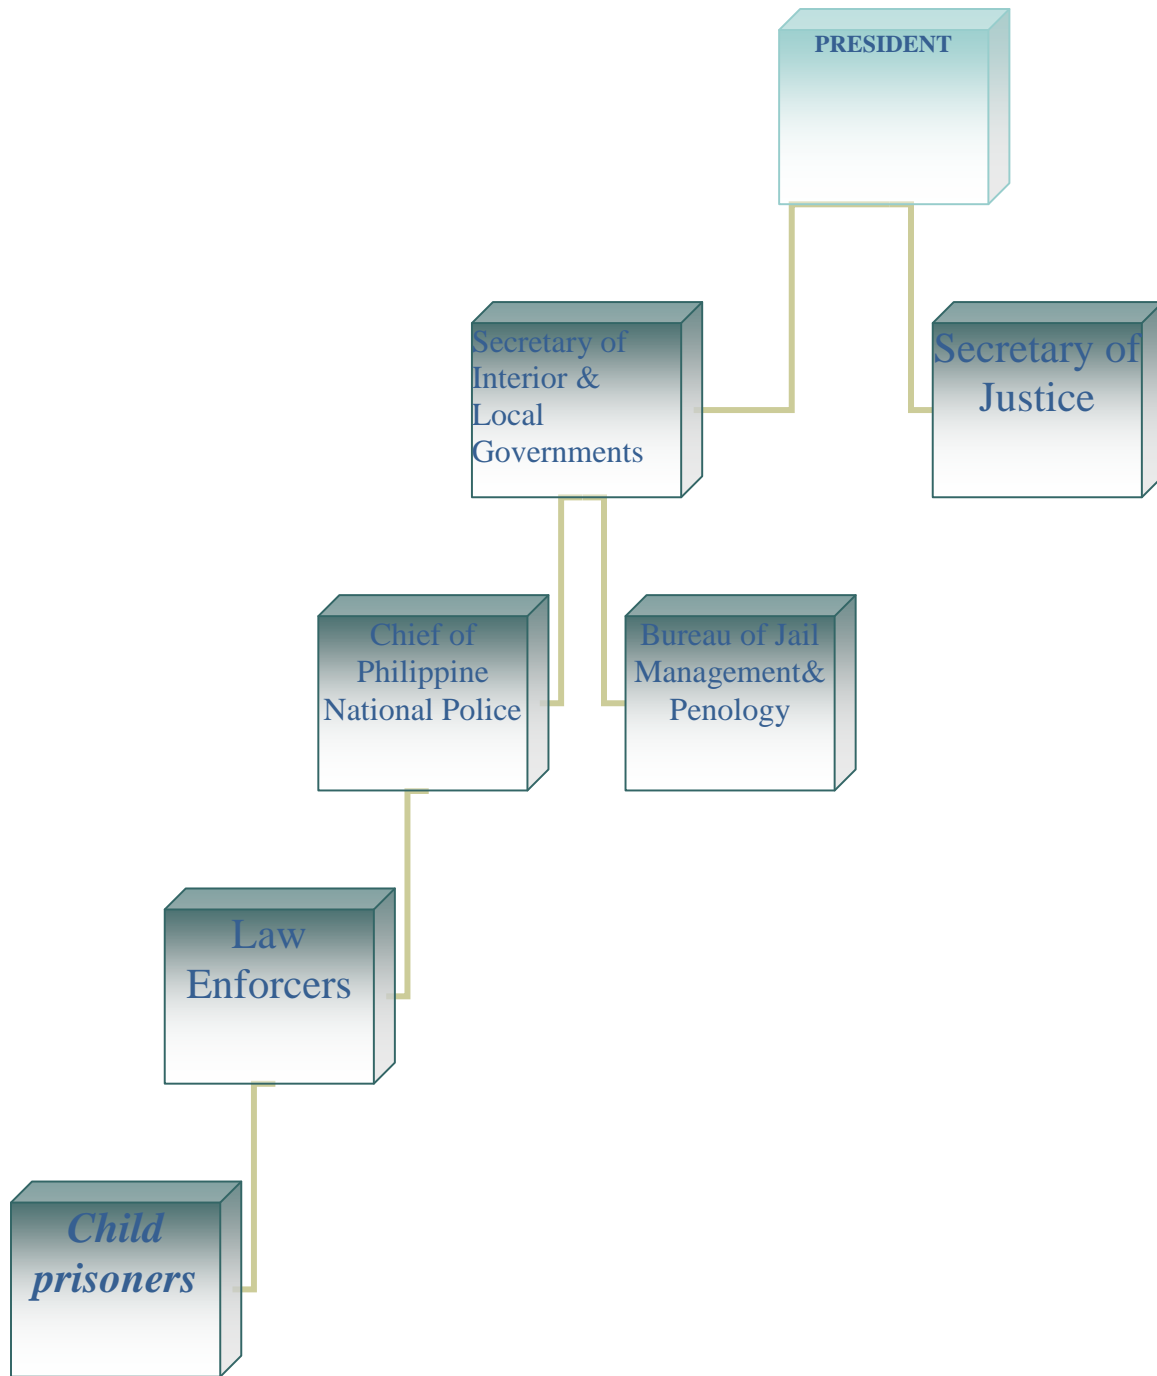 PRESIDENT
Secretary of
Interior &
Local
Governments
Secretary of
Justice
Chief of
Philippine
National Police
Bureau of Jail
Management&
Penology
Law
Enforcers
Child
prisoners